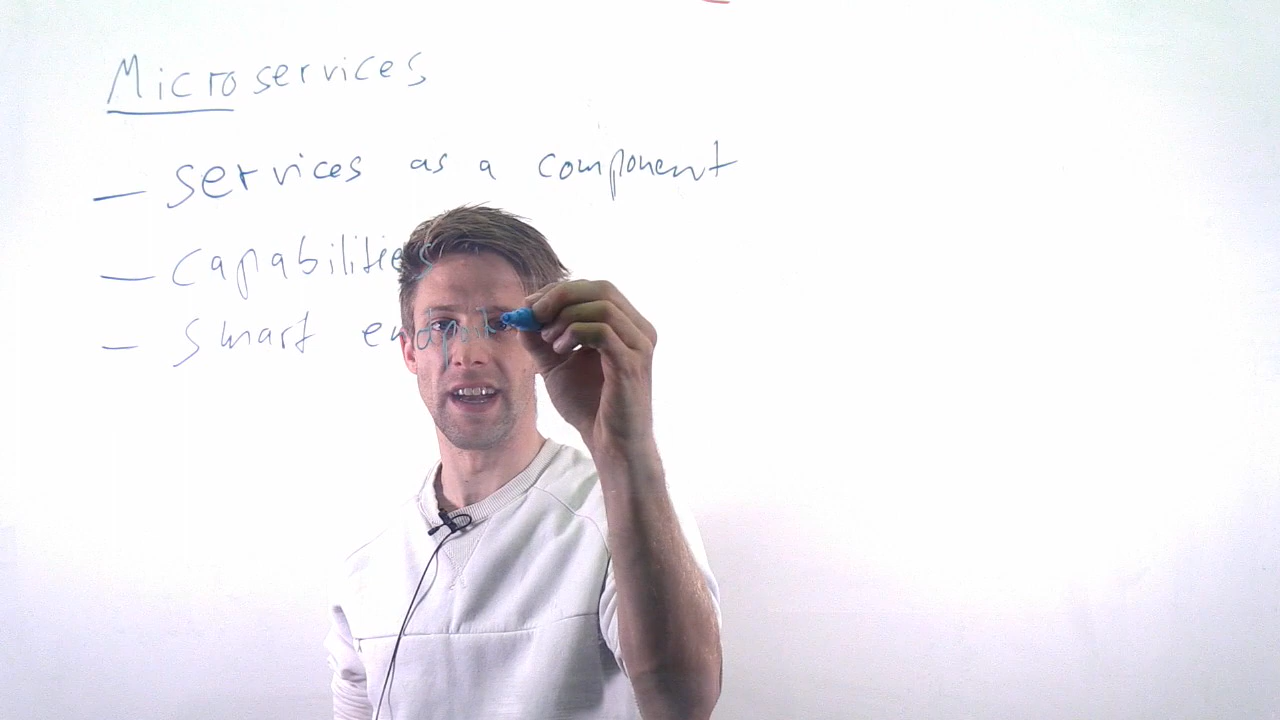 Microservices
— services as a component
— capabilities
— smart